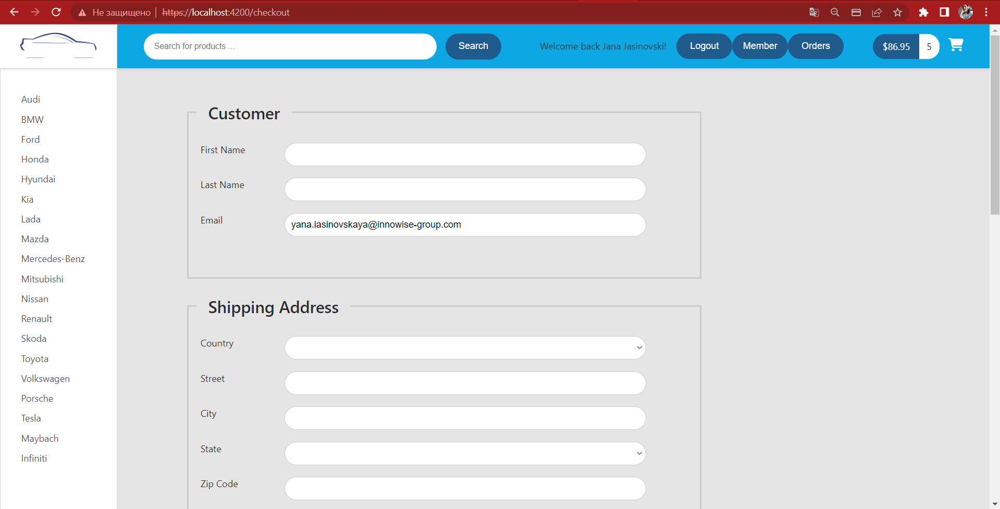 Не защищено | https://localhost:4200/checkout
Search for products ...
Search
Welcome back Jana Jasinovski!
Logout
Member
Orders
$86.95
5
Audi
BMW
Ford
Honda
Hyundai
Kia
Lada
Mazda
Mercedes-Benz
Mitsubishi
Nissan
Renault
Skoda
Toyota
Volkswagen
Porsche
Tesla
Maybach
Infiniti
Customer
First Name
Last Name
Email
yana.iasinovskaya@innowise-group.com
Shipping Address
Country
Street
City
State
Zip Code